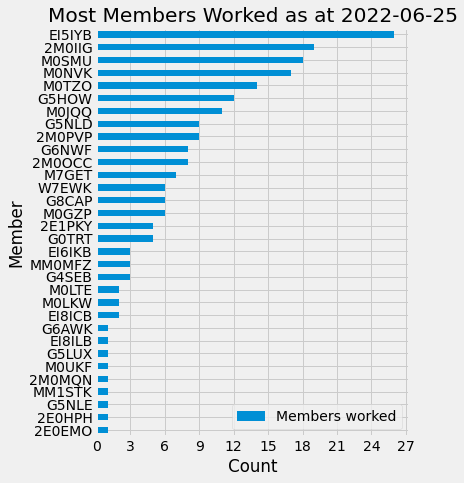 Most Members Worked as at 2022-06-25
EI5IYB
2M0IIG
M0SMU
M0NVK
M0TZO
G5HOW
M0JQQ
G5NLD
2M0PVP
G6NWF
2M0OCC
M7GET
W7EWK
G8CAP
M0GZP
2E1PKY
G0TRT
EI6IKB
MM0MFZ
G4SEB
M0LTE
M0LKW
EI8ICB
G6AWK
EI8ILB
G5LUX
M0UKF
2M0MQN
MM1STK
G5NLE
2E0HPH
2E0EMO
Member
Members worked
0 3 6 9 12 15 18 21 24 27
Count